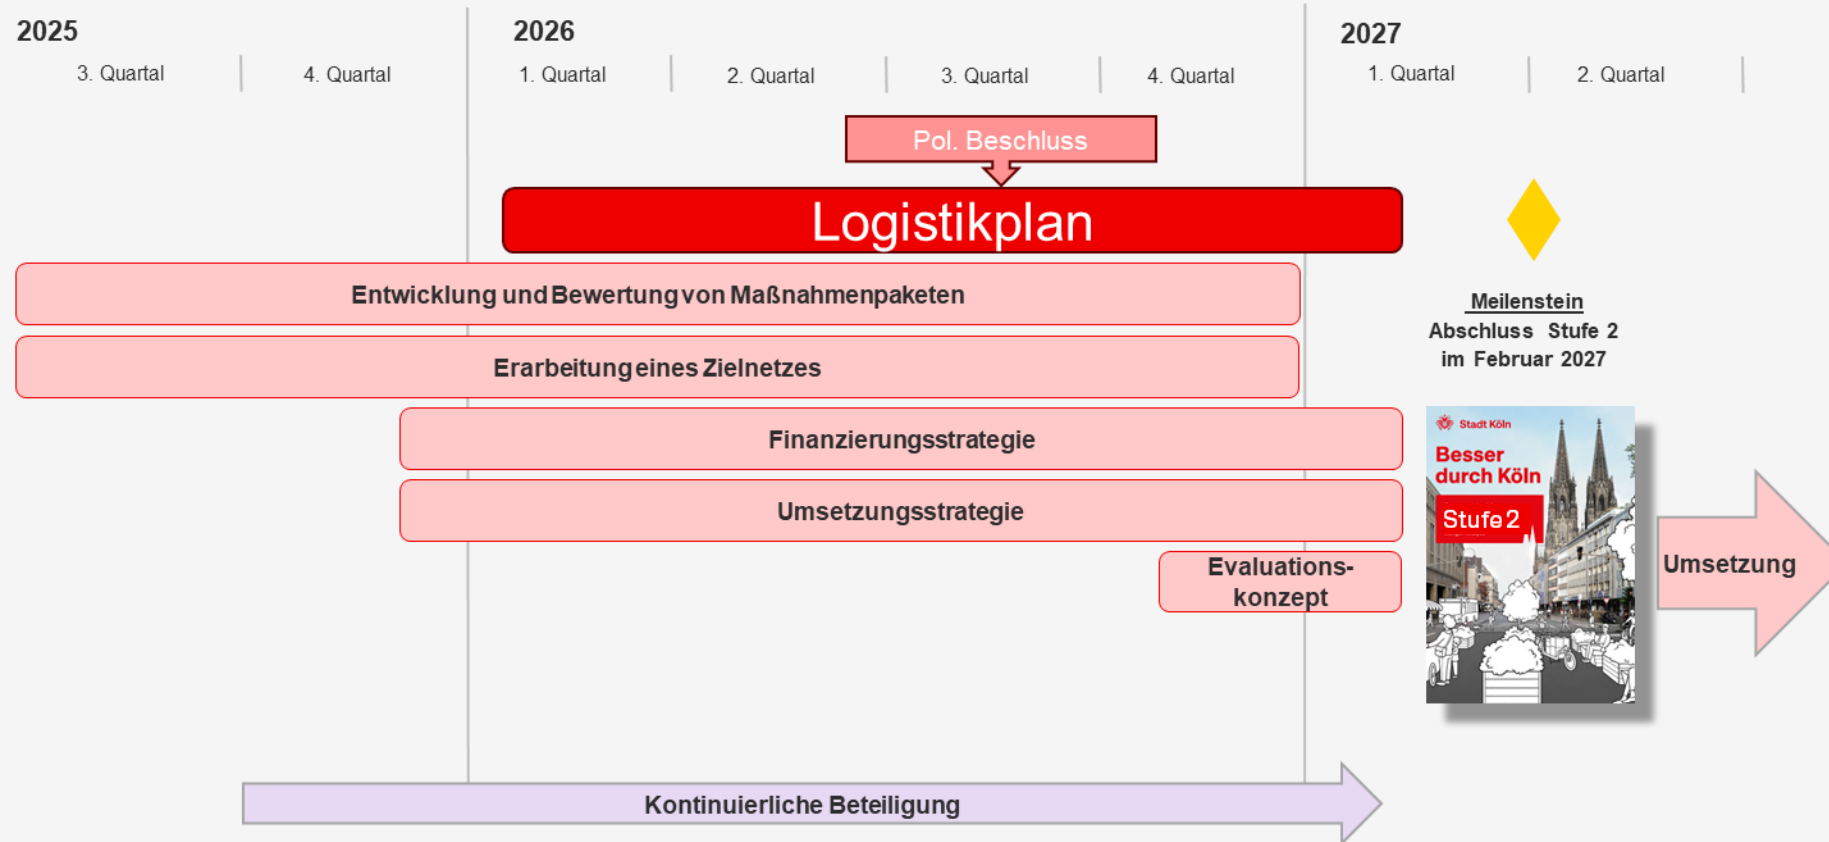 2025
2026
2027
3. Quartal
4. Quartal
1. Quartal
2. Quartal
3. Quartal
4. Quartal
1. Quartal
2. Quartal
Pol. Beschluss
Logistikplan
Entwicklung und Bewertung von Maßnahmenpaketen
Erarbeitung eines Zielnetzes
Finanzierungsstrategie
Umsetzungsstrategie
Evaluations-
konzept
Meilenstein
Abschluss Stufe 2
im Februar 2027
Stadt Köln
Besser
durch Köln
Stufe 2
Umsetzung
Kontinuierliche Beteiligung